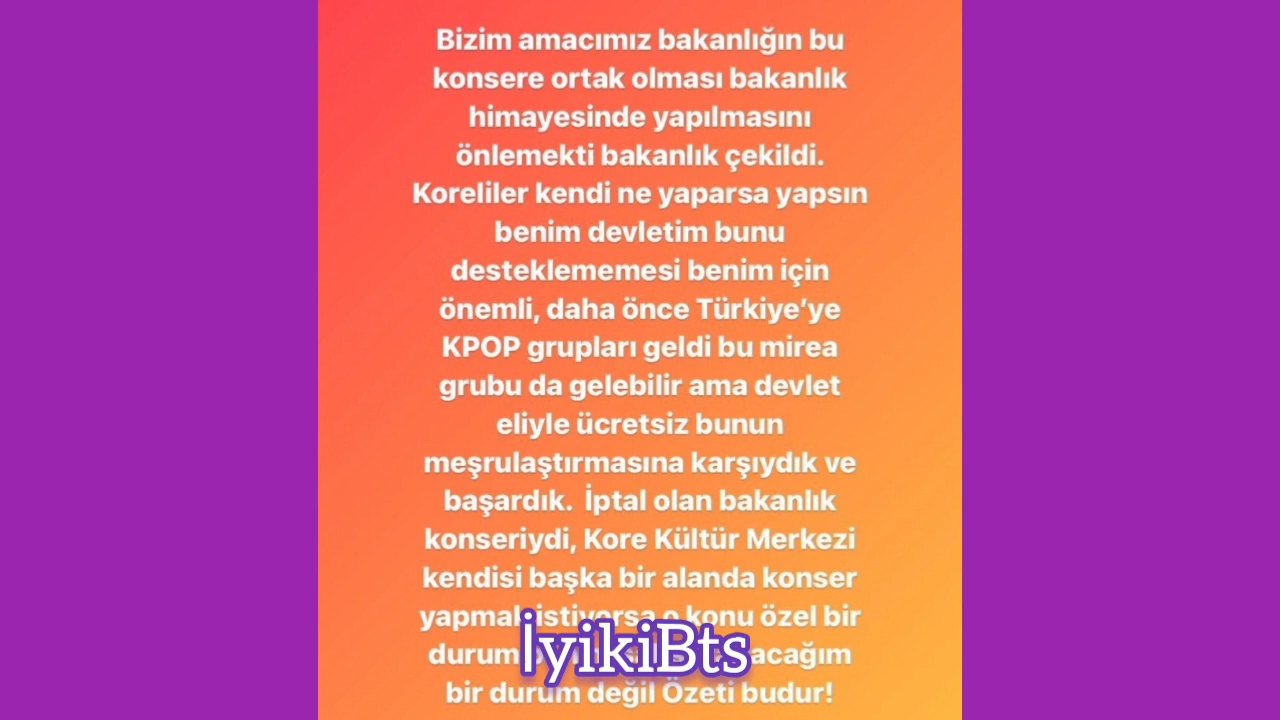 Bizim amacımız bakanlığın bu
konsere ortak olması bakanlık
himayesinde yapılmasını
önlemekti bakanlık çekildi.
Koreliler kendi ne yaparsa yapsın
benim devletim bunu
desteklememesi benim için
önemli, daha önce Türkiye’ye
KPOP grupları geldi bu mirea
grubu da gelebilir ama devlet
eliyle ücretsiz bunun
meşrulaştırmasına karşıydık ve
başardık. İptal olan bakanlık
konseriydi, Kore Kültür Merkezi
kendisi başka bir alanda konser
yapmak istiyorsa o konu özel bir
durum
bir durum değil Özeti budur!
İyikiBts